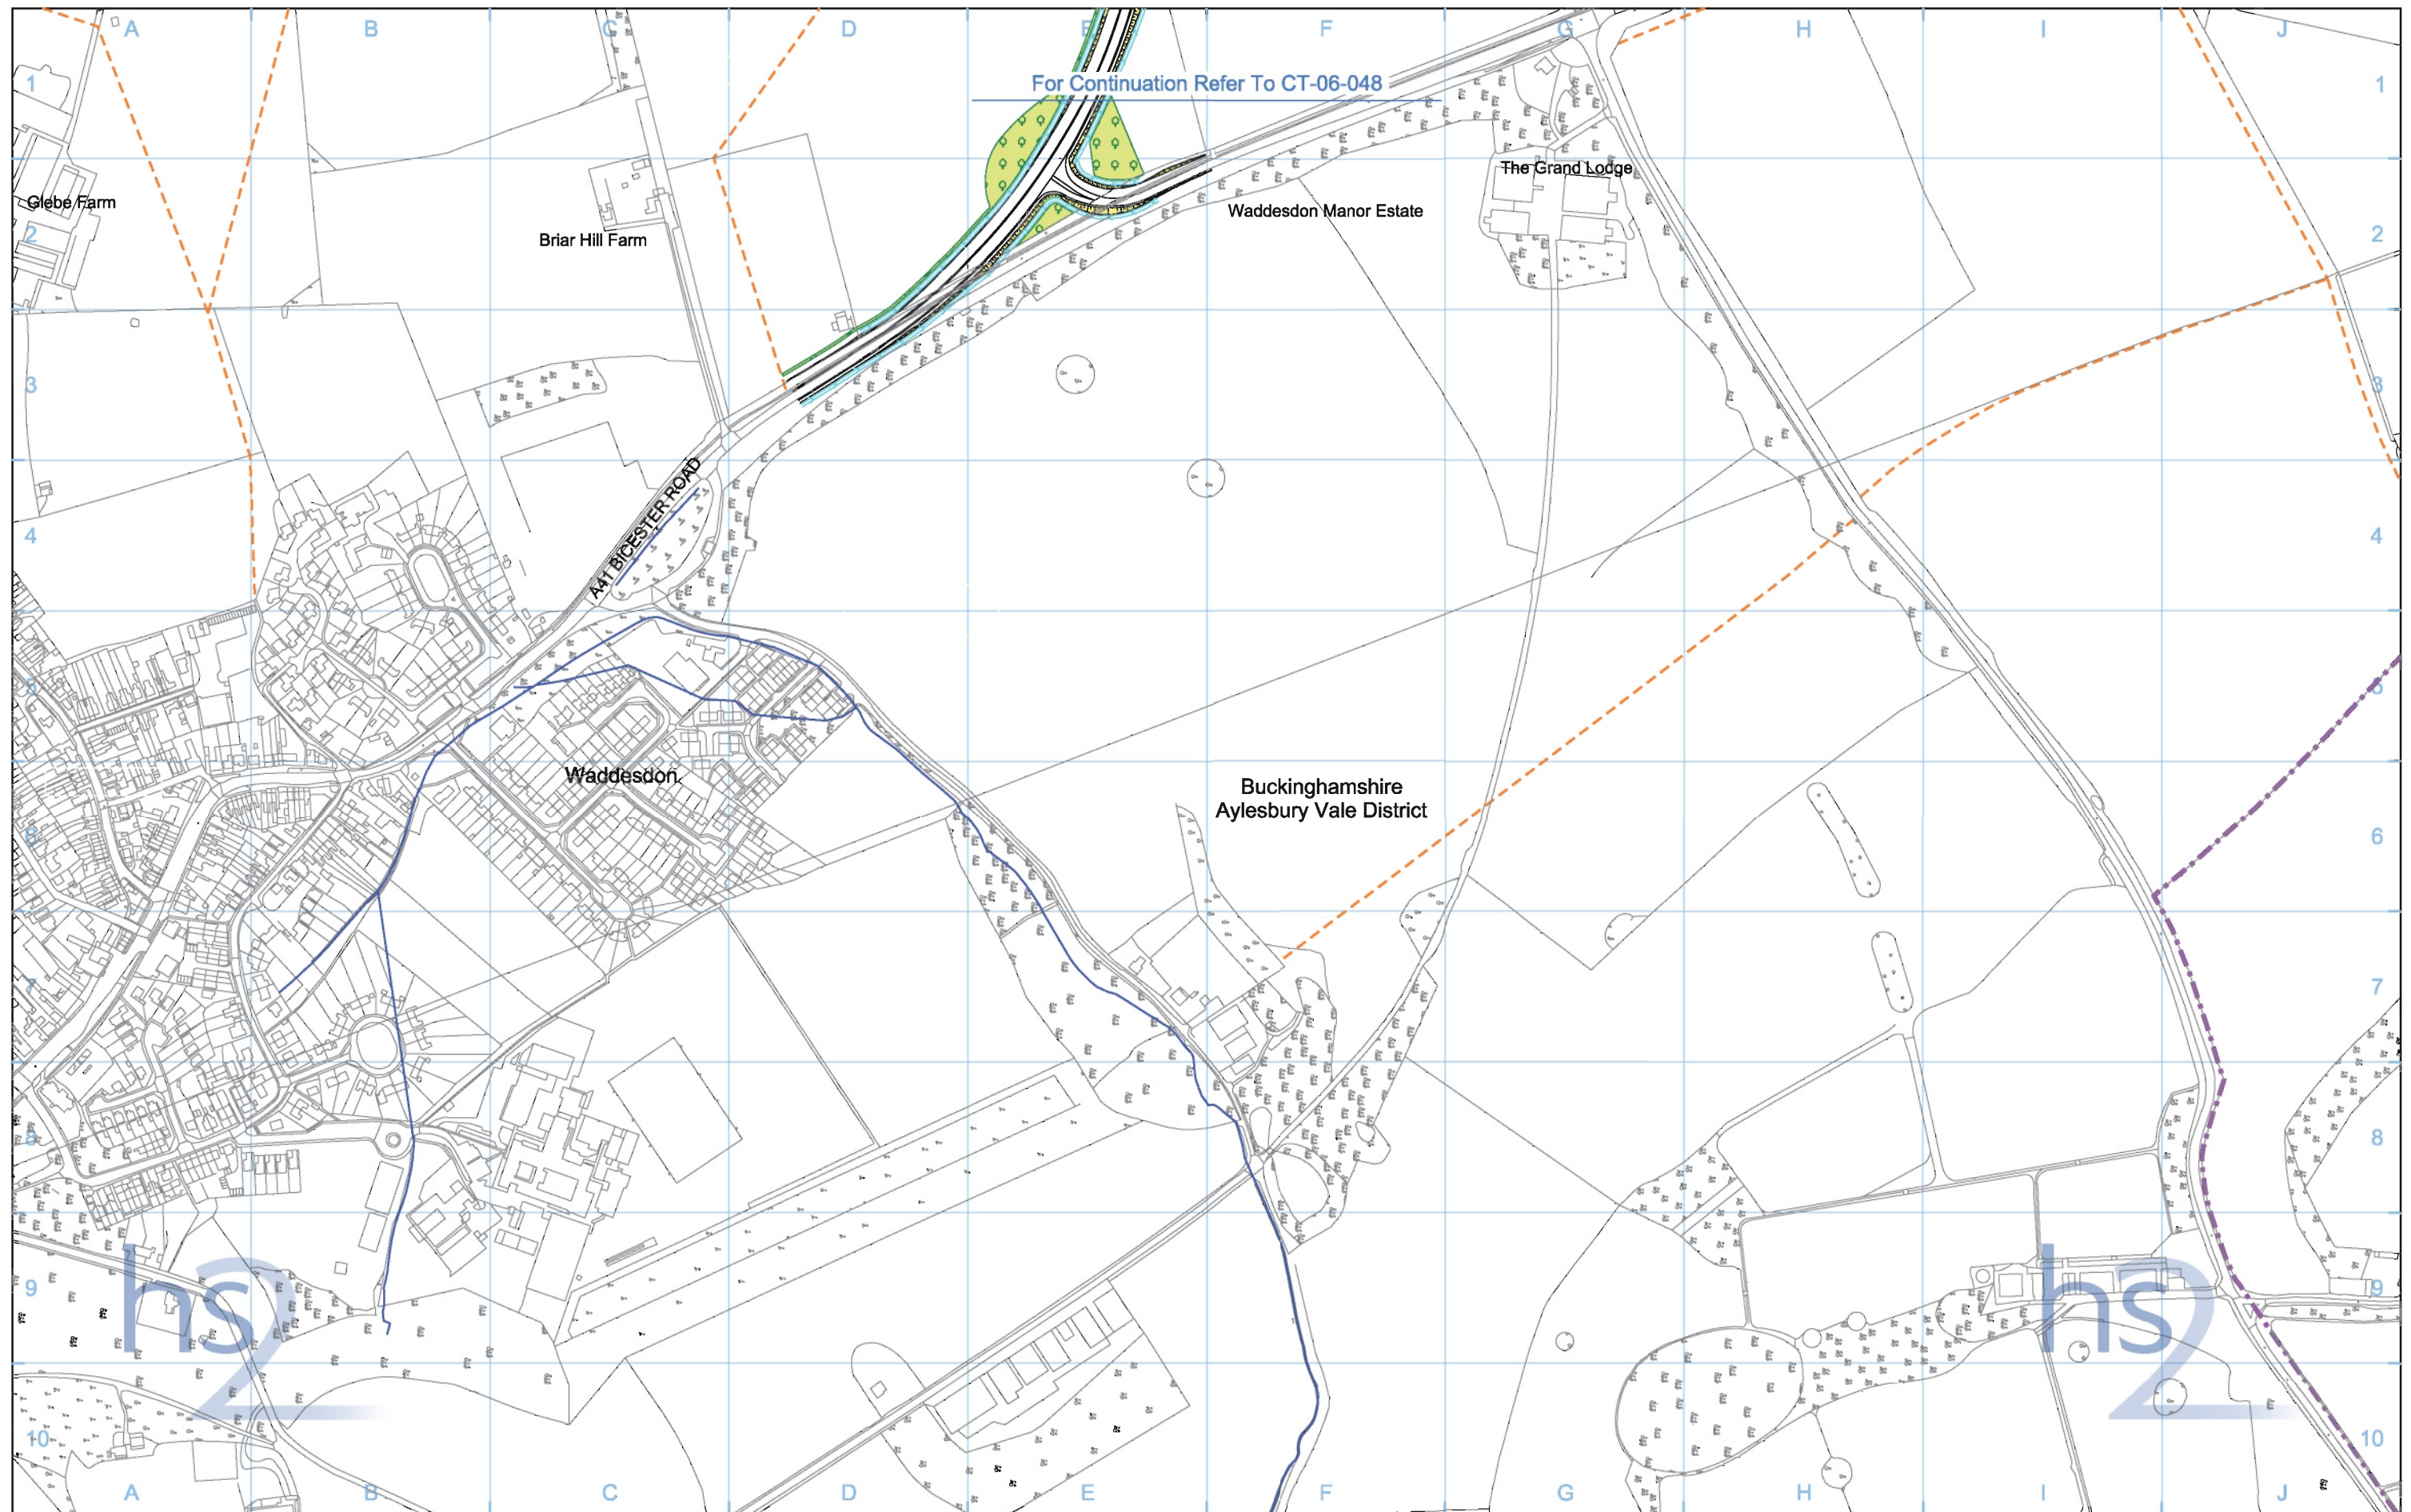 A B C D E F G H I J
For Continuation Refer To CT-06-048
1 1
The Grand Lodge
Glebe Farm
Waddesdon Manor Estate
2 2
Briar Hill Farm
3 3
A41 BICESTER ROAD
4 4
5 5
Waddesdon
Buckinghamshire
Aylesbury Vale District
6 6
7 7
8 8
9 9
hs2 hs2
10 10
A B C D E F G H I J